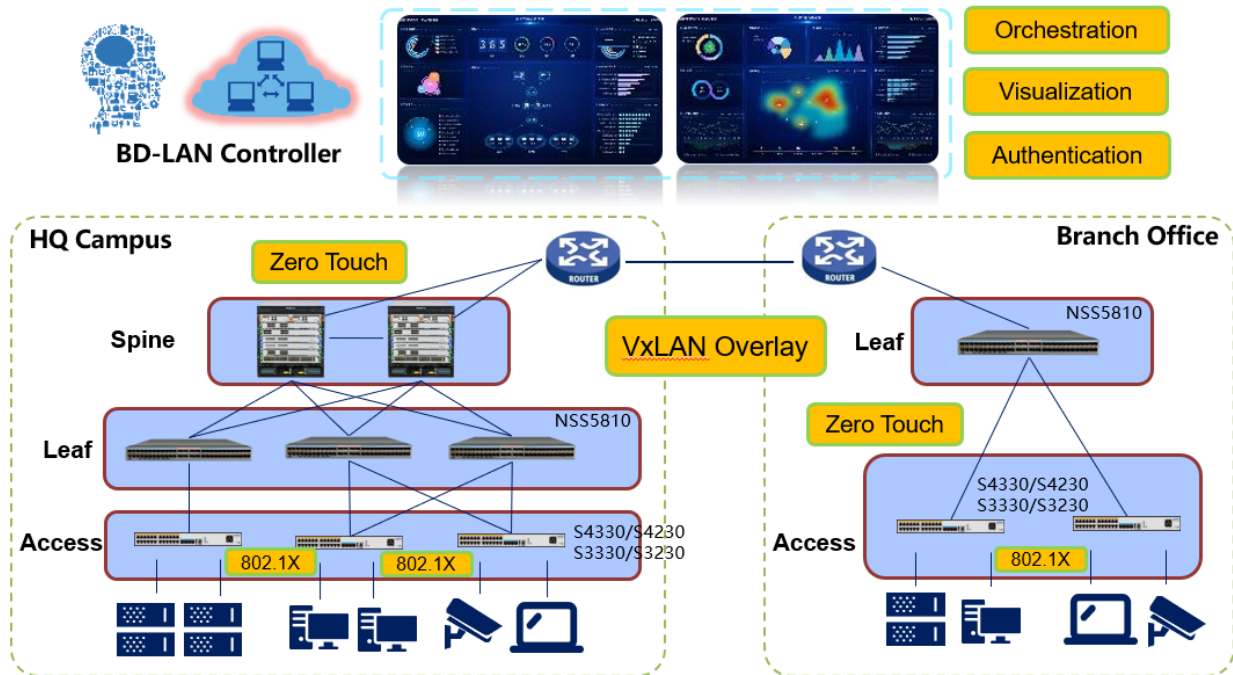 Orchestration
Visualization
Authentication
BD-LAN Controller
365
HQ Campus
Zero Touch
ROUTER
ROUTER
Branch Office
Spine
VxLAN Overlay
Leaf
NSS5810
NSS5810
Leaf
Zero Touch
S4330/S4230
S3330/S3230
Access
S4330/S4230
S3330/S3230
Access
802.1X
802.1X
802.1X